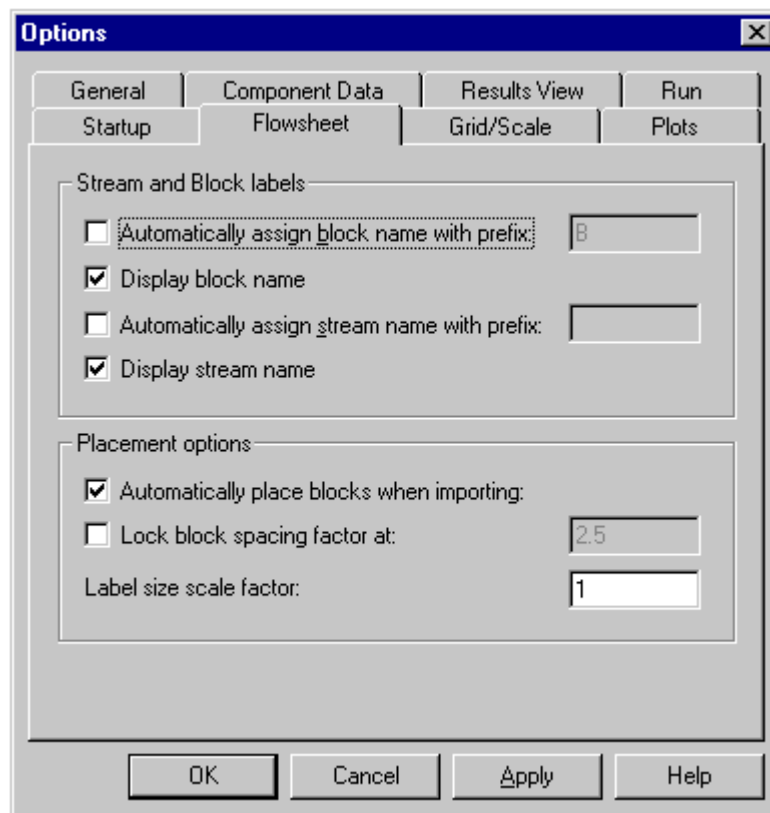 Options
General Component Data Results View Run
Startup Flowsheet Grid/Scale Plots
Stream and Block labels
Automatically assign block name with prefix: B
Display block name
Automatically assign stream name with prefix:
Display stream name
Placement options
Automatically place blocks when importing:
Lock block spacing factor at: 2.5
Label size scale factor: 1
OK Cancel Apply Help